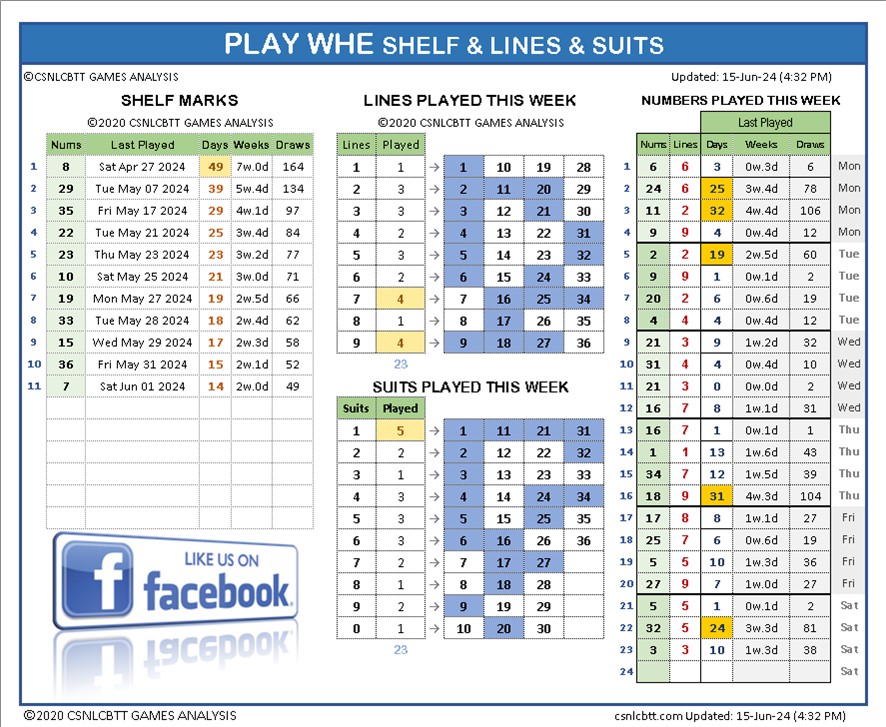 PLAY WHE SHELF & LINES & SUITS
©CSNLCBTT GAMES ANALYSIS
Updated: 15-Jun-24 (4:32 PM)
SHELF MARKS
©2020 CSNLCBTT GAMES ANALYSIS
Nums Last Played Days Weeks Draws
1 8 Sat Apr 27 2024 49 7w.0d 164
2 29 Tue May 07 2024 39 5w.4d 134
3 35 Fri May 17 2024 29 4w.1d 97
4 22 Tue May 21 2024 25 3w.4d 84
5 23 Thu May 23 2024 23 3w.2d 77
6 10 Sat May 25 2024 21 3w.0d 71
7 19 Mon May 27 2024 19 2w.5d 66
8 33 Tue May 28 2024 18 2w.4d 62
9 15 Wed May 29 2024 17 2w.3d 58
10 36 Fri May 31 2024 15 2w.1d 52
11 7 Sat Jun 01 2024 14 2w.0d 49
LIKE US ON
f facebook®
LINES PLAYED THIS WEEK
©2020 CSNLCBTT GAMES ANALYSIS
Lines Played
1 1 → 1 10 19 28
2 3 → 2 11 20 29
3 3 → 3 12 21 30
4 2 → 4 13 22 31
5 3 → 5 14 23 32
6 2 → 6 15 24 33
7 4 → 7 16 25 34
8 1 → 8 17 26 35
9 4 → 9 18 27 36
23
SUITS PLAYED THIS WEEK
Suits Played
1 5 → 1 11 21 31
2 2 → 2 12 22 32
3 1 → 3 13 23 33
4 3 → 4 14 24 34
5 3 → 5 15 25 35
6 3 → 6 16 26 36
7 2 → 7 17 27
8 1 → 8 18 28
9 2 → 9 19 29
0 1 → 10 20 30
23
NUMBERS PLAYED THIS WEEK
Last Played
Nums Lines Days Weeks Draws
1 6 6 3 0w.3d 6 Mon
2 24 6 25 3w.4d 78 Mon
3 11 2 32 4w.4d 106 Mon
4 9 9 4 0w.4d 12 Mon
5 2 2 19 2w.5d 60 Tue
6 9 9 1 0w.1d 2 Tue
7 20 2 6 0w.6d 19 Tue
8 4 4 4 0w.4d 12 Tue
9 21 3 9 1w.2d 32 Wed
10 31 4 4 0w.4d 10 Wed
11 21 3 0 0w.0d 2 Wed
12 16 7 8 1w.1d 31 Wed
13 16 7 1 0w.1d 1 Thu
14 1 1 13 1w.6d 43 Thu
15 34 7 12 1w.5d 39 Thu
16 18 9 31 4w.3d 104 Thu
17 17 8 8 1w.1d 27 Fri
18 25 7 6 0w.6d 19 Fri
19 5 5 10 1w.3d 36 Fri
20 27 9 7 1w.0d 27 Fri
21 5 5 1 0w.1d 2 Sat
22 32 5 24 3w.3d 81 Sat
23 3 3 10 1w.3d 38 Sat
24 Sat
©2020 CSNLCBTT GAMES ANALYSIS
csnlcbtt.com Updated: 15-Jun-24 (4:32 PM)